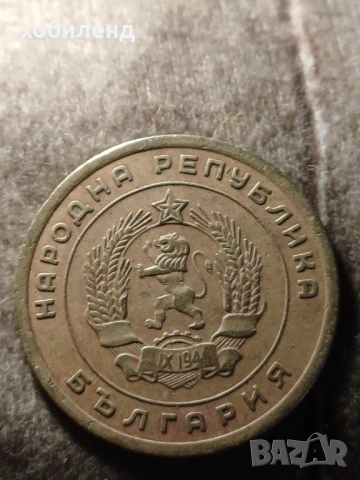 хобиленд
НАРОДНА РЕПУБЛИКА
IX 1944
БЪЛГАРИЯ
BAZAR